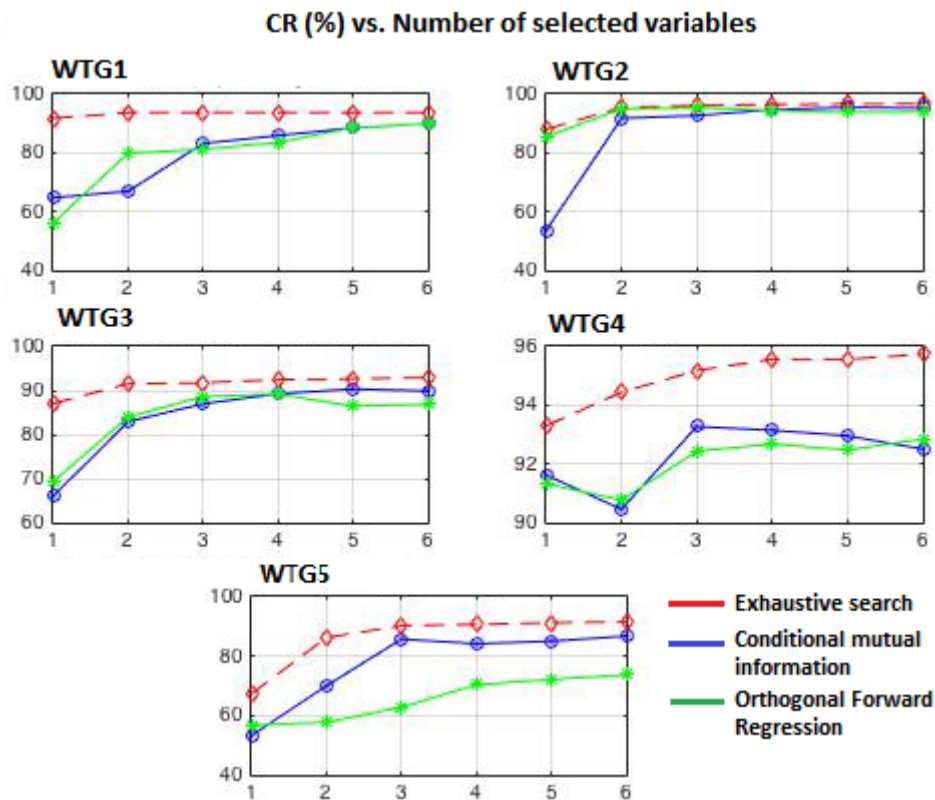 CR (%) vs. Number of selected variables
WTG1
WTG2
100
80
60
40
1 2 3 4 5 6
100
80
60
40
1 2 3 4 5 6
WTG3
WTG4
100
90
80
70
60
1 2 3 4 5 6
96
94
92
90
1 2 3 4 5 6
WTG5
100
80
60
40
1 2 3 4 5 6
Exhaustive search
Conditional mutual
information
Orthogonal Forward
Regression